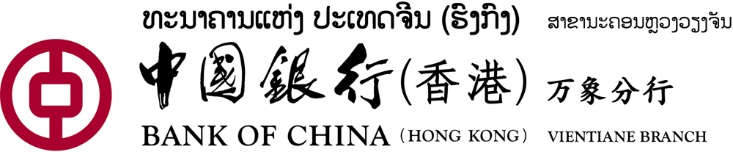 ທະນາຄານແຫ່ງ ປະເທດຈີນ (ຮົງກົງ) ສາຂານະຄອນຫຼວງວຽງຈັນ
中國銀行(香港) 万象分行
BANK OF CHINA (HONG KONG) VIENTIANE BRANCH